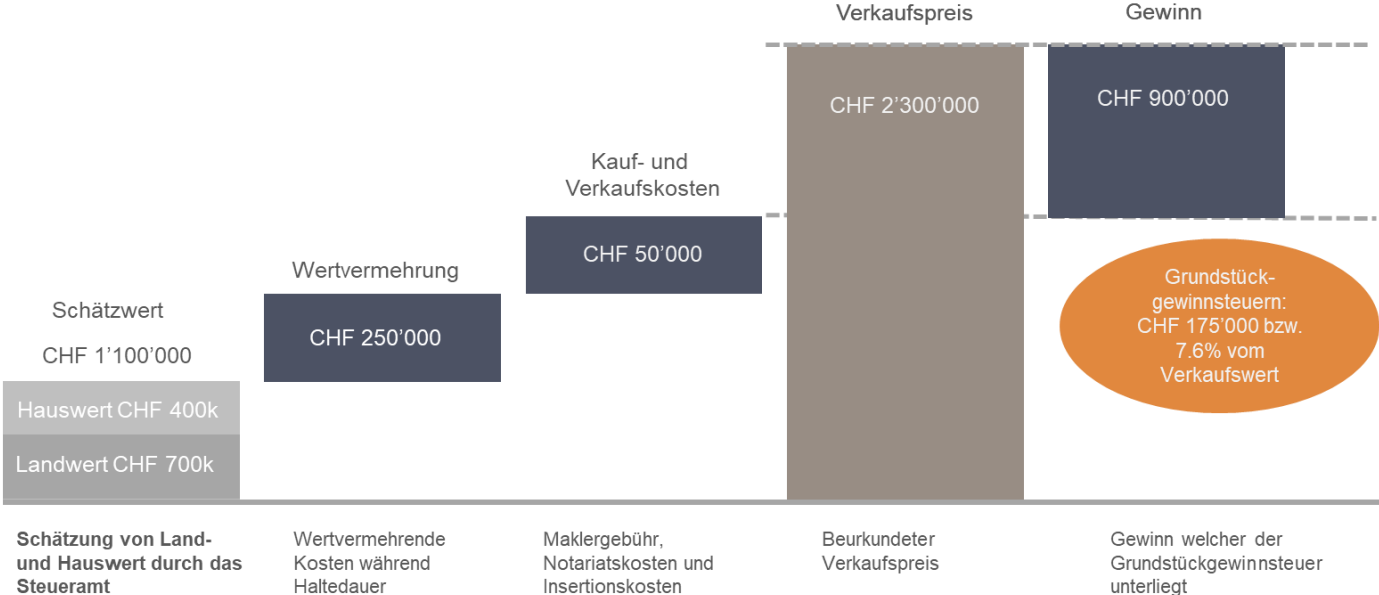 Verkaufspreis
Gewinn
CHF 2’300’000
CHF 900’000
Kauf- und
Verkaufskosten
CHF 50’000
Wertvermehrung
CHF 250’000
Schätzwert
CHF 1’100’000
Hauswert CHF 400k
Landwert CHF 700k
Grundstück-
gewinnsteuern:
CHF 175’000 bzw.
7.6% vom
Verkaufswert
Schätzung von Land-
und Hauswert durch das
Steueramt
Wertvermehrende
Kosten während
Haltedauer
Maklergebühr,
Notariatskosten und
Insertionskosten
Beurkundeter
Verkaufspreis
Gewinn welcher der
Grundstückgewinnsteuer
unterliegt